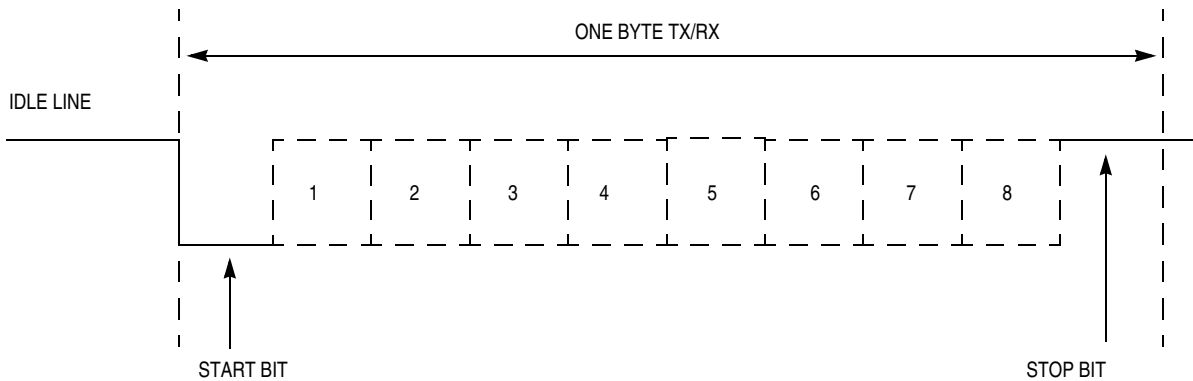 ONE BYTE TX/RX
IDLE LINE
1 2 3 4 5 6 7 8
START BIT
STOP BIT